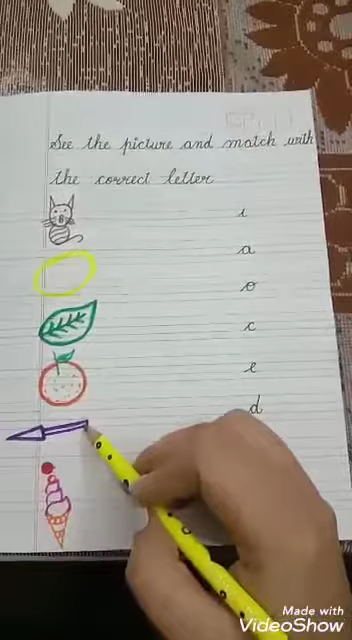 See the picture and match with
the correct letter
i
a
o
c
e
d
Made with
VideoShow